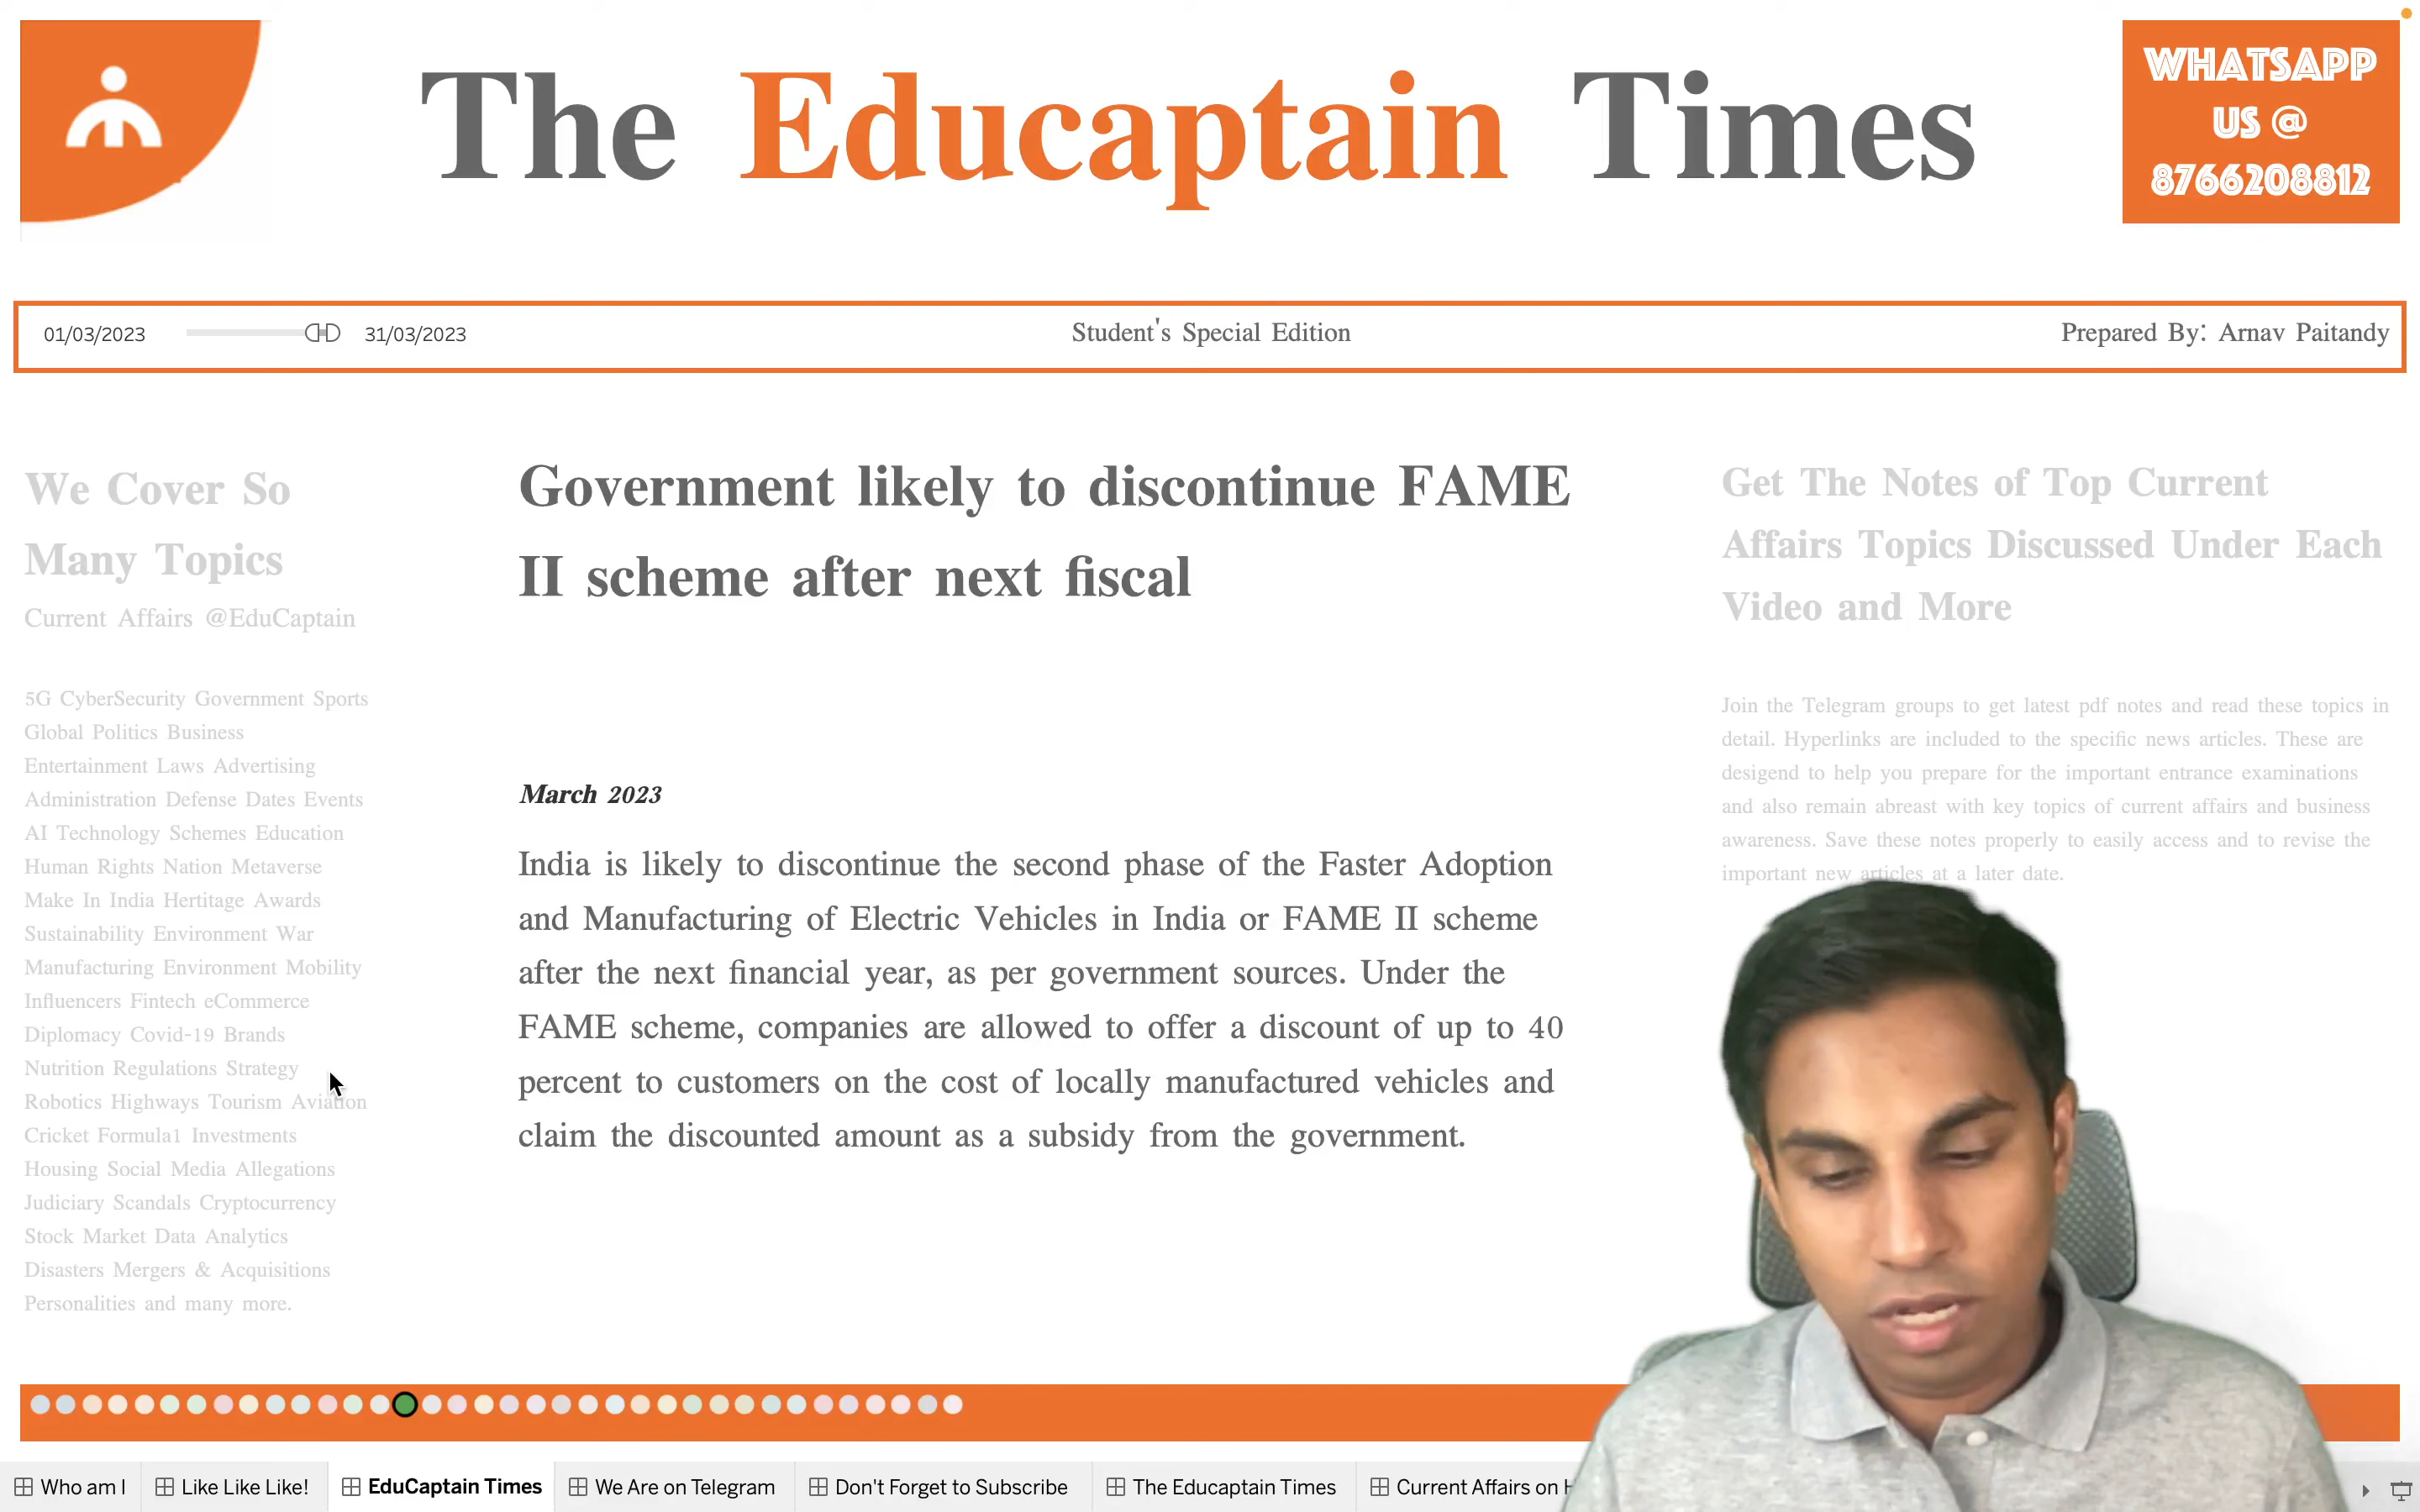 The Educaptain Times
WHATSAPP
US @
8766208812
01/03/2023
31/03/2023
Student's Special Edition
Prepared By: Arnav Paitandy
We Cover So
Many Topics
Current Affairs @EduCaptain
5G CyberSecurity Government Sports
Global Politics Business
Entertainment Laws Advertising
Administration Defense Dates Events
AI Technology Schemes Education
Human Rights Nation Metaverse
Make In India Hertitage Awards
Sustainability Environment War
Manufacturing Environment Mobility
Influencers Fintech eCommerce
Diplomacy Covid-19 Brands
Nutrition Regulations Strategy
Robotics Highways Tourism Aviation
Cricket Formula1 Investments
Housing Social Media Allegations
Judiciary Scandals Cryptocurrency
Stock Market Data Analytics
Disasters Mergers & Acquisitions
Personalities and many more.
Government likely to discontinue FAME
II scheme after next fiscal
March 2023
India is likely to discontinue the second phase of the Faster Adoption
and Manufacturing of Electric Vehicles in India or FAME II scheme
after the next financial year, as per government sources. Under the
FAME scheme, companies are allowed to offer a discount of up to 40
percent to customers on the cost of locally manufactured vehicles and
claim the discounted amount as a subsidy from the government.
Get The Notes of Top Current
Affairs Topics Discussed Under Each
Video and More
Join the Telegram groups to get latest pdf notes and read these topics in
detail. Hyperlinks are included to the specific news articles. These are
desigend to help you prepare for the important entrance examinations
and also remain abreast with key topics of current affairs and business
awareness. Save these notes properly to easily access and to revise the
important new articles at a later date.
Who am I
Like Like Like!
EduCaptain Times
We Are on Telegram
Don't Forget to Subscribe
The Educaptain Times
Current Affairs on